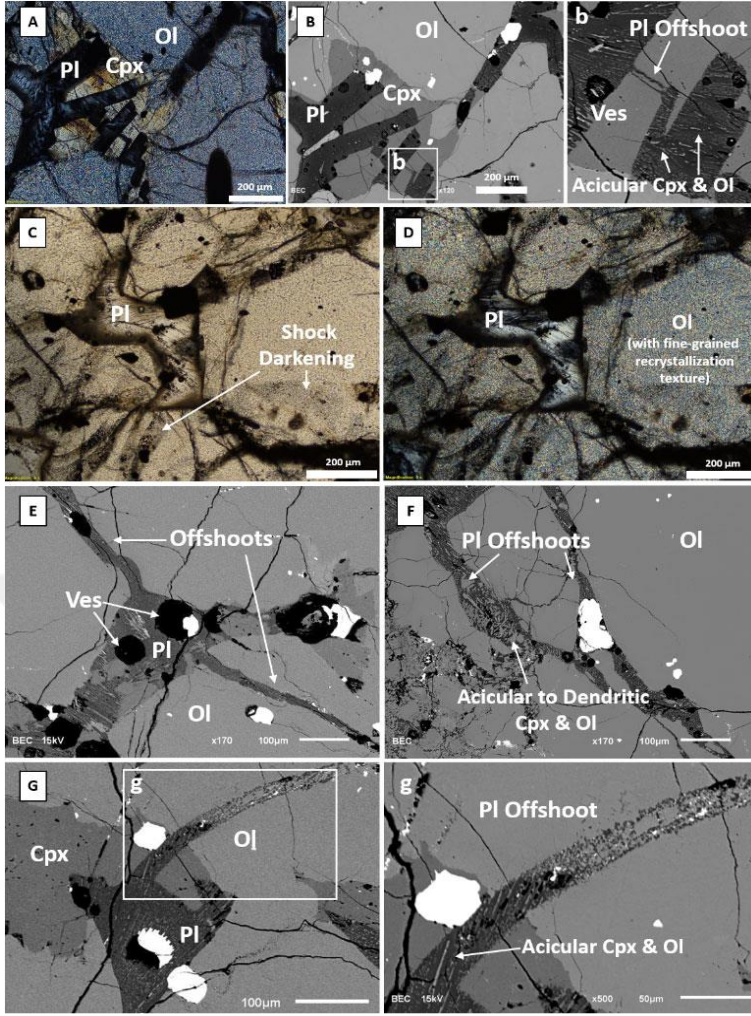 A
Ol
Pl
Cpx
200 µm
B
Ol
Cpx
Pl
b
BEC
x120
200 µm
b
Pl Offshoot
Ves
Acicular Cpx & Ol
C
Pl
Shock
Darkening
200 µm
D
Pl
Ol
(with fine-grained
recrystallization
texture)
200 µm
E
Offshoots
Ves
Pl
Ol
BEC 15kV
x170
100µm
F
Pl Offshoots
Ol
Acicular to Dendritic
Cpx & Ol
BEC 15kV
x170
100µm
G
g
Cpx
Ol
Pl
100µm
g
Pl Offshoot
Acicular Cpx & Ol
BEC 15kV
x500
50µm